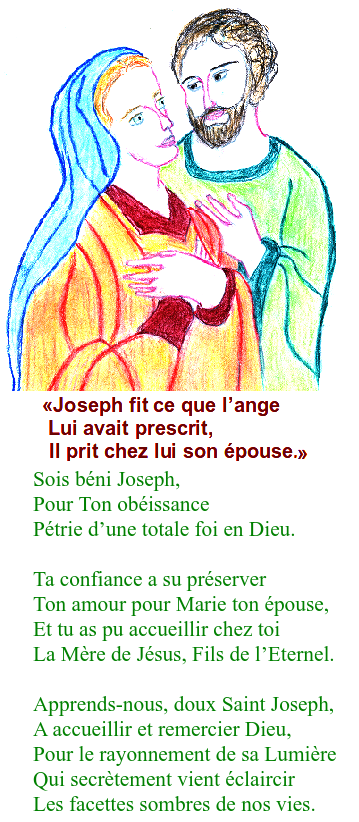 «Joseph fit ce que l’ange
Lui avait prescrit,
Il prit chez lui son épouse.»
Sois béni Joseph,
Pour Ton obéissance
Pétrie d’une totale foi en Dieu.
Ta confiance a su préserver
Ton amour pour Marie ton épouse,
Et tu as pu accueillir chez toi
La Mère de Jésus, Fils de l’Eternel.
Apprends-nous, doux Saint Joseph,
A accueillir et remercier Dieu,
Pour le rayonnement de sa Lumière
Qui secrètement vient éclaircir
Les facettes sombres de nos vies.